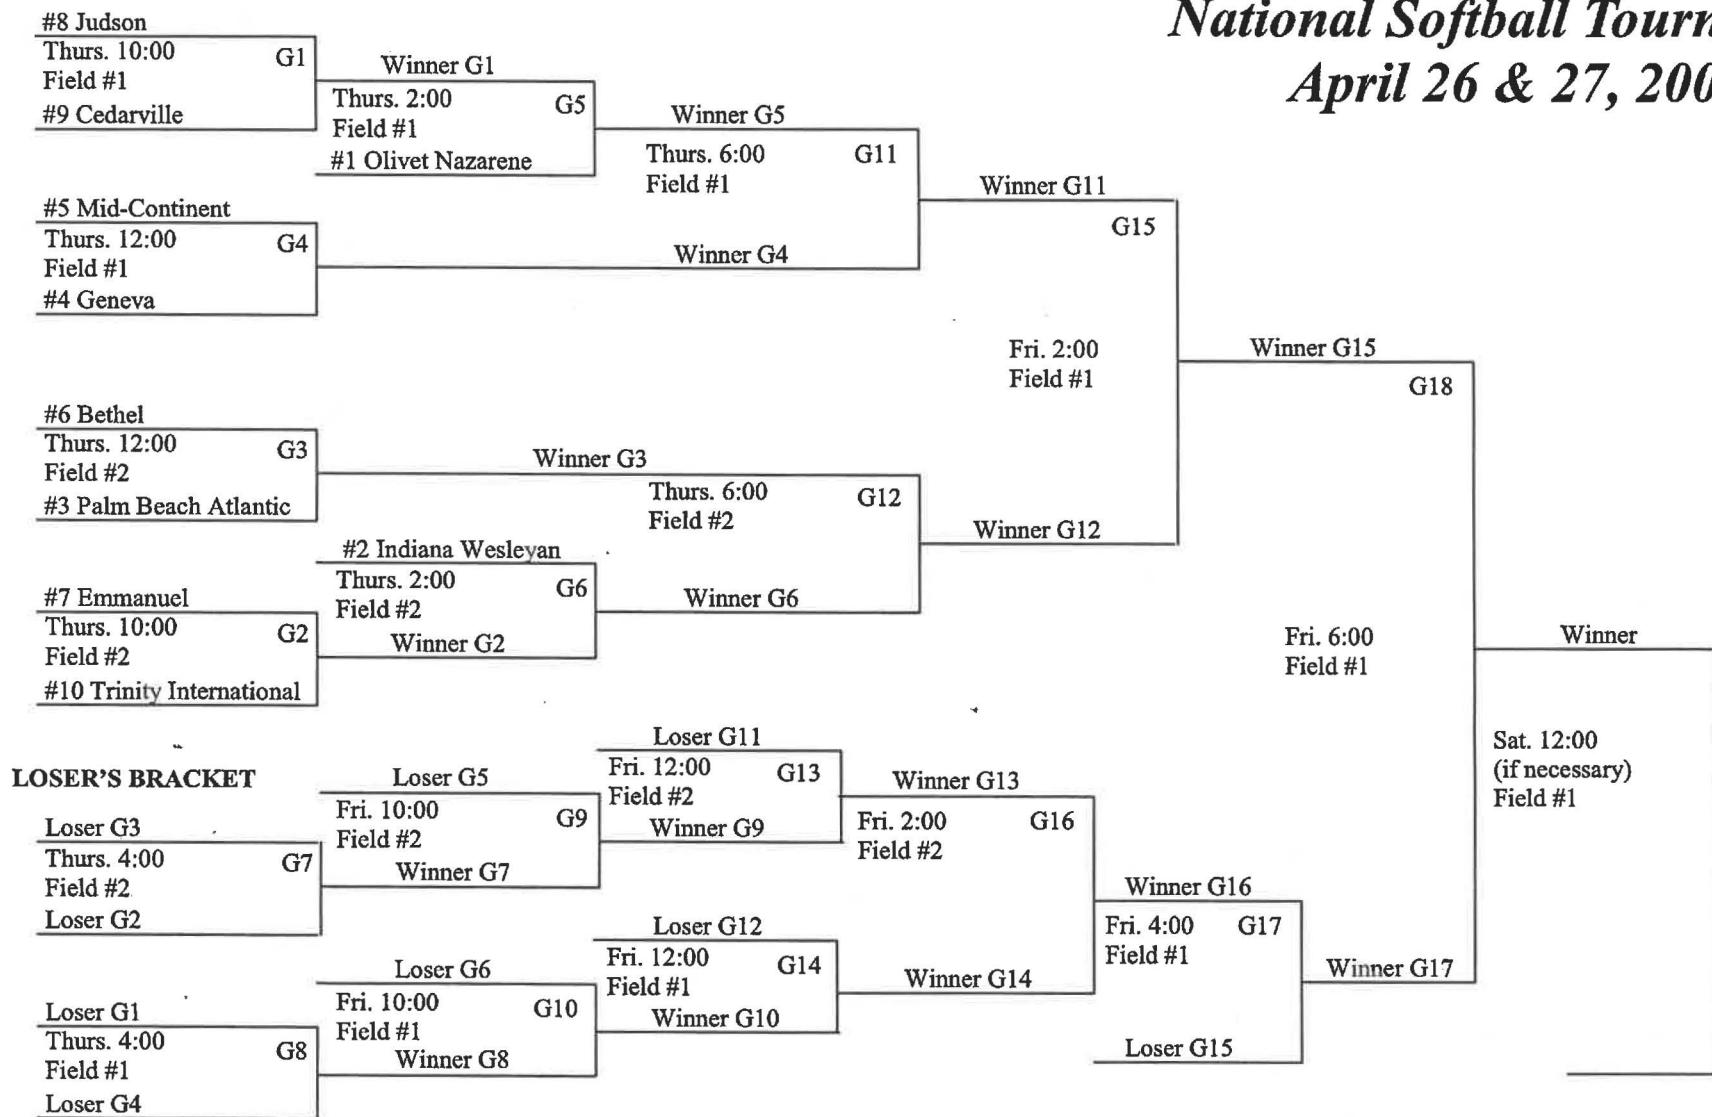 National Softball Tourn
April 26 & 27, 200
#8 Judson
Thurs. 10:00
G1
Field #1
#9 Cedarville
Winner G1
Thurs. 2:00
G5
Field #1
#1 Olivet Nazarene
Winner G5
Thurs. 6:00
G11
Field #1
#5 Mid-Continent
Thurs. 12:00
G4
Field #1
#4 Geneva
Winner G4
Winner G11
G15
Fri. 2:00
Field #1
Winner G15
G18
#6 Bethel
Thurs. 12:00
G3
Field #2
#3 Palm Beach Atlantic
Winner G3
Thurs. 6:00
G12
Field #2
Winner G12
#2 Indiana Wesleyan
Thurs. 2:00
G6
Field #2
Winner G2
Winner G6
#7 Emmanuel
Thurs. 10:00
G2
Field #2
#10 Trinity International
Fri. 6:00
Field #1
Winner
Sat. 12:00
(if necessary)
Field #1
LOSER'S BRACKET
Loser G3
Thurs. 4:00
G7
Field #2
Loser G2
Loser G5
Fri. 10:00
G9
Field #2
Winner G7
Loser G11
Fri. 12:00
G13
Field #2
Winner G9
Winner G13
Fri. 2:00
G16
Field #2
Loser G1
Thurs. 4:00
G8
Field #1
Loser G4
Loser G6
Fri. 10:00
G10
Field #1
Winner G8
Loser G12
Fri. 12:00
G14
Field #1
Winner G10
Winner G14
Winner G16
Fri. 4:00
G17
Field #1
Loser G15
Winner G17